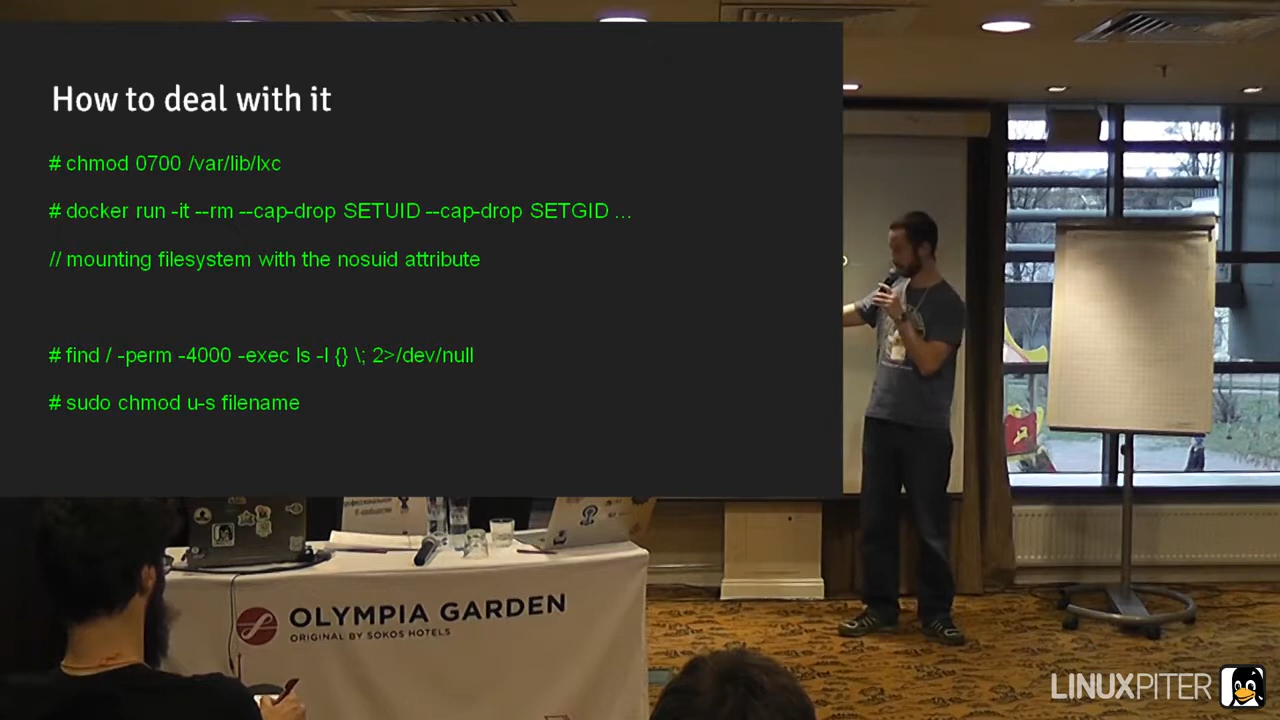 How to deal with it
# chmod 0700 /var/lib/lxc
# docker run -it --rm --cap-drop SETUID --cap-drop SETGID ...
// mounting filesystem with the nosuid attribute
# find / -perm -4000 -exec ls -l {} \; 2>/dev/null
# sudo chmod u-s filename
OLYMPIA GARDEN
ORIGINAL BY SOKOS HOTELS
LINUXPITER